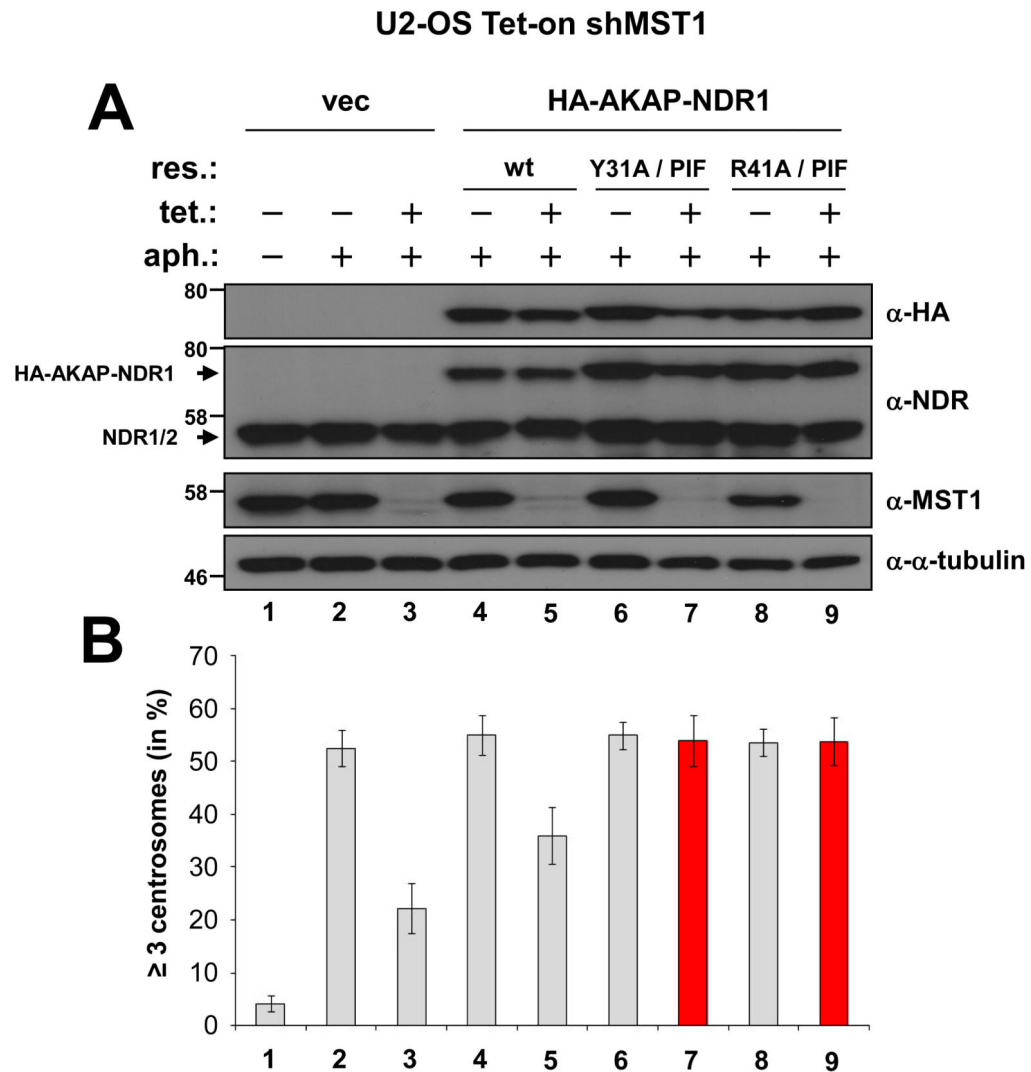 U2-OS Tet-on shMST1
A
vec HA-AKAP-NDR1
res.: wt Y31A / PIF R41A / PIF
tet.: − − + − + − + − +
aph.: − + + + + + + + +
80 α-HA
80
HA-AKAP-NDR1
α-NDR
58
NDR1/2
58 α-MST1
α-α-tubulin
46
1 2 3 4 5 6 7 8 9
B
≥ 3 centrosomes (in %)
70
60
50
40
30
20
10
0
1 2 3 4 5 6 7 8 9